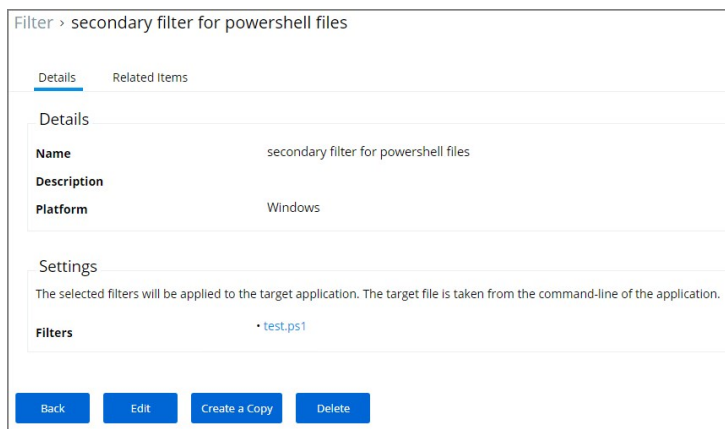 Filter › secondary filter for powershell files
Details Related Items
Details
Name secondary filter for powershell files
Description
Platform Windows
Settings
The selected filters will be applied to the target application. The target file is taken from the command-line of the application.
Filters • test.ps1
Back Edit Create a Copy Delete